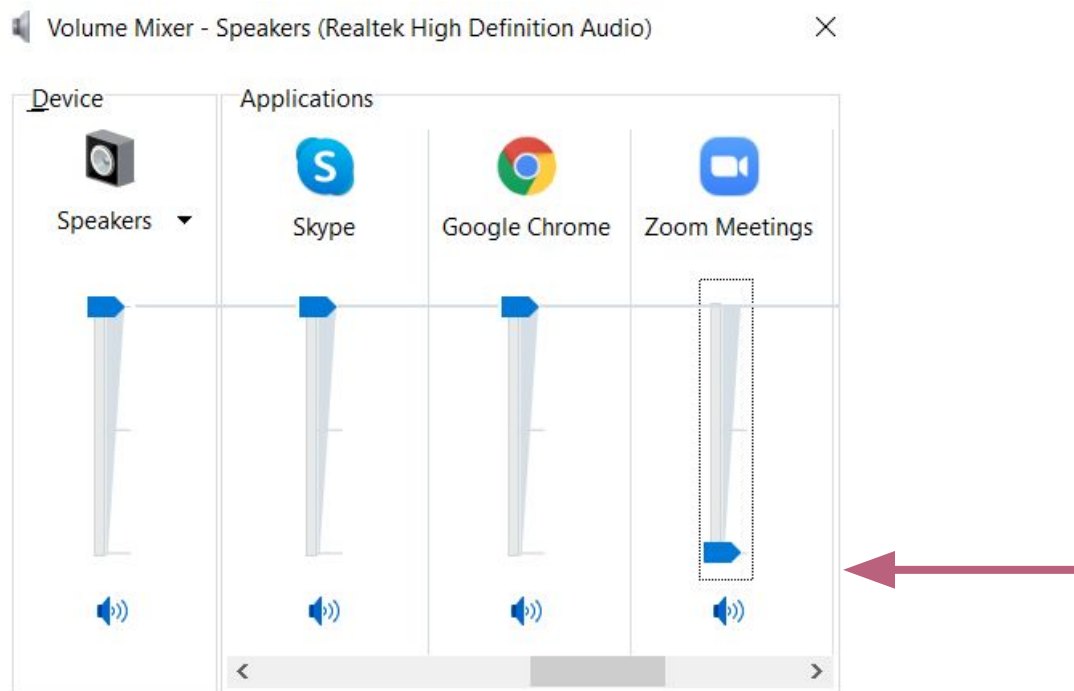 Volume Mixer - Speakers (Realtek High Definition Audio)
Device
Applications
S
Speakers
Skype
Google Chrome
Zoom Meetings